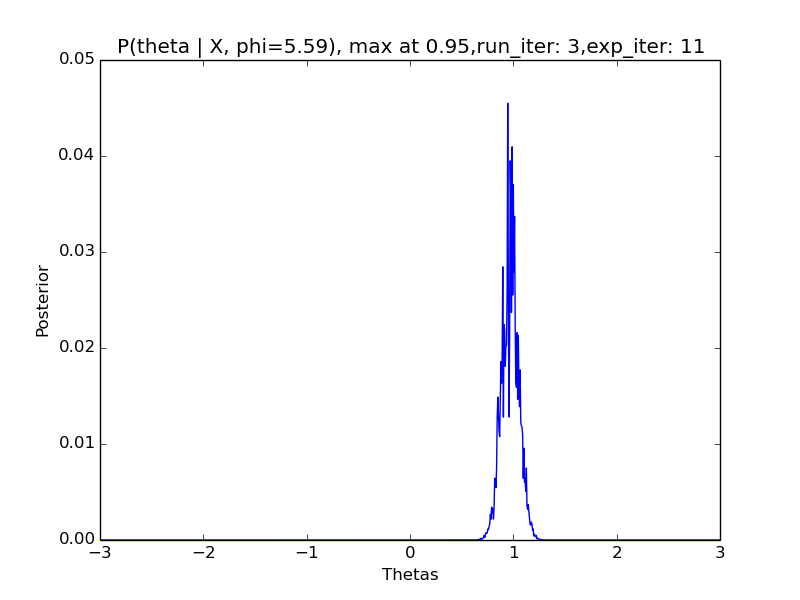 P(theta | X, phi=5.59), max at 0.95,run_iter: 3,exp_iter: 11
0.05
0.04
0.03
0.02
0.01
0.00
Posterior
−3 −2 −1 0 1 2 3
Thetas